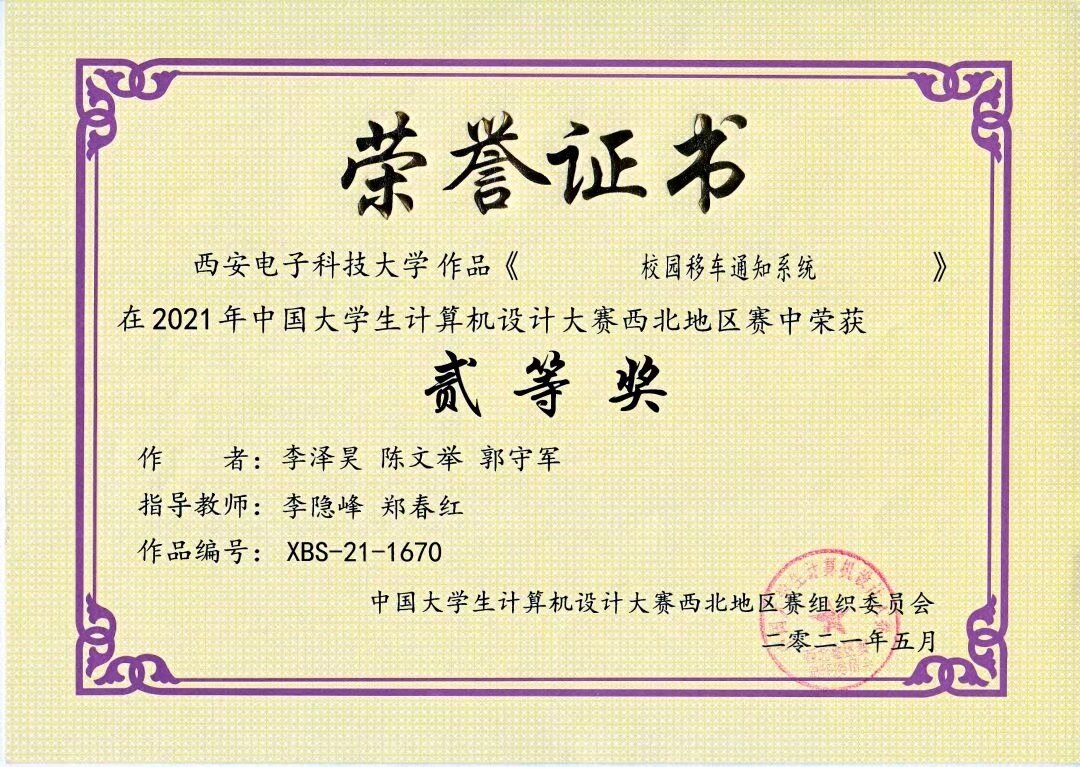 荣誉证书
西安电子科技大学作品《 校园移车通知系统 》
在2021年中国大学生计算机设计大赛西北地区赛中荣获
贰等奖
作 者：李泽昊 陈文举 郭守军
指导教师：李隐峰 郑春红
作品编号： XBS-21-1670
中国大学生计算机设计大赛西北地区赛组织委员会
二零二一年五月